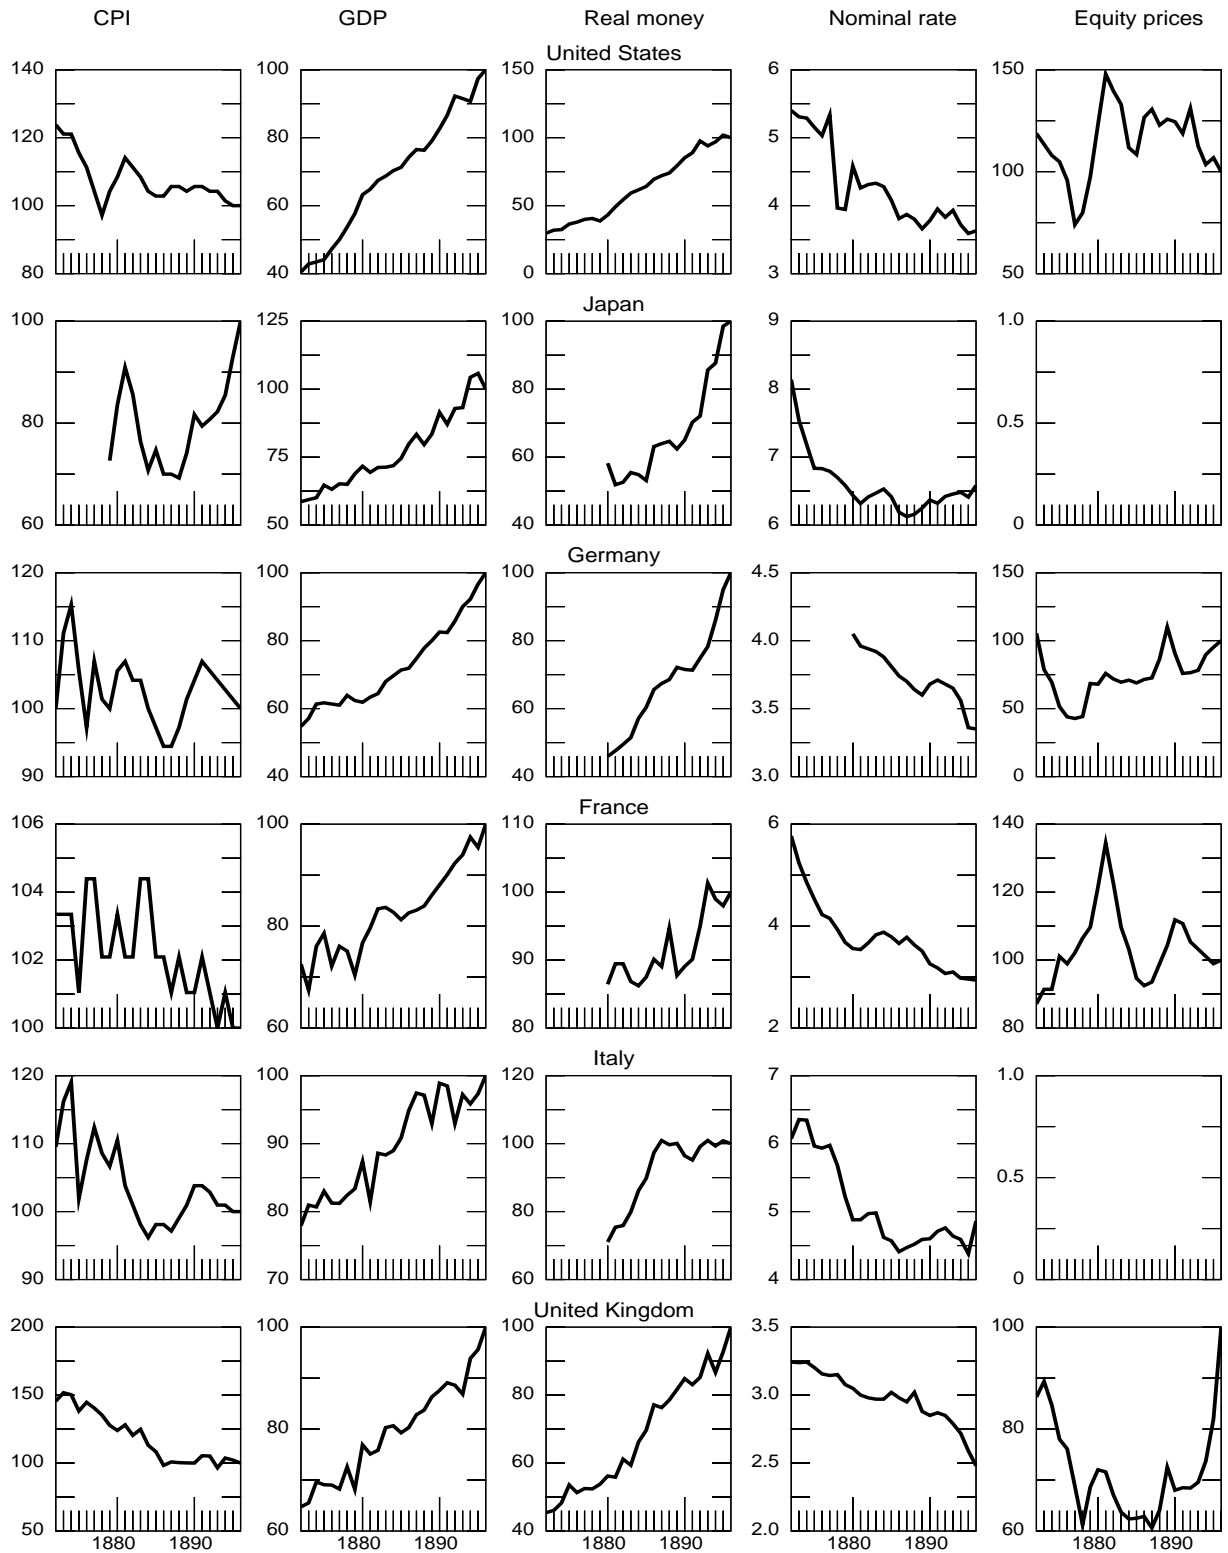 CPI GDP Real money Nominal rate Equity prices
United States
140 100 150 6 150
120 80 100 5 100
100 60 50 4 50
80 40 0 3
Japan
100 125 100 9 1.0
80 100 80 8 0.5
60 75 60 7 0
50 40 6
Germany
120 100 100 4.5 150
110 80 80 4.0 100
100 60 60 3.5 50
90 40 40 3.0 0
France
106 100 110 6 140
104 80 100 4 120
102 60 90 2 100
100 80 80
Italy
120 100 120 7 1.0
110 90 100 6 0.5
100 80 80 5 0
90 70 60 4
United Kingdom
200 100 100 3.5 100
150 80 80 3.0 80
100 60 60 2.5 60
50 40 2.0
1880 1890 1880 1890 1880 1890 1880 1890 1880 1890